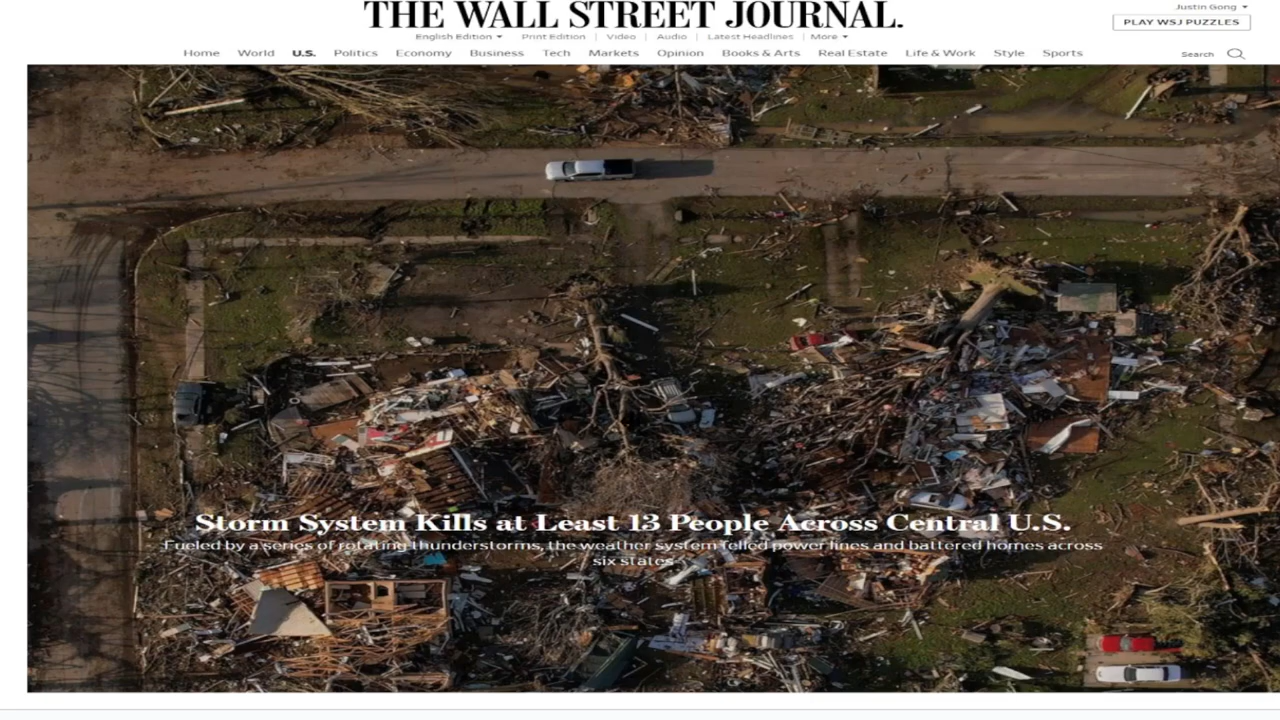 THE WALL STREET JOURNAL.
Justin Gong
English Edition Print Edition Video Audio Latest Headlines More
PLAY WSJ PUZZLES
Home World U.S. Politics Economy Business Tech Markets Opinion Books & Arts Real Estate Life & Work Style Sports
Search
Storm System Kills at Least 13 People Across Central U.S.
Fueled by a series of rotating thunderstorms, the weather system felled power lines and battered homes across
six states